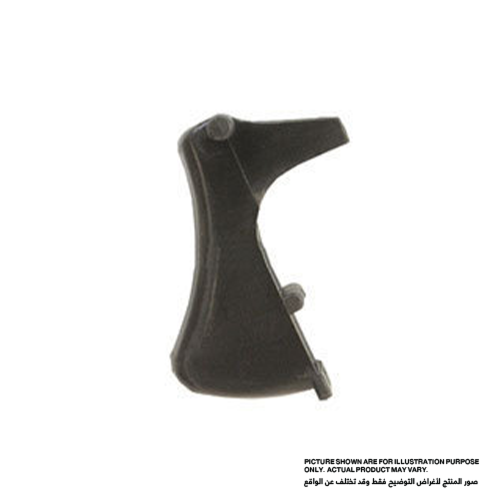 PICTURE SHOWN ARE FOR ILLUSTRATION PURPOSE
ONLY. ACTUAL PRODUCT MAY VARY.
صور المنتج لأغراض التوضيح فقط وقد تختلف عن الواقع